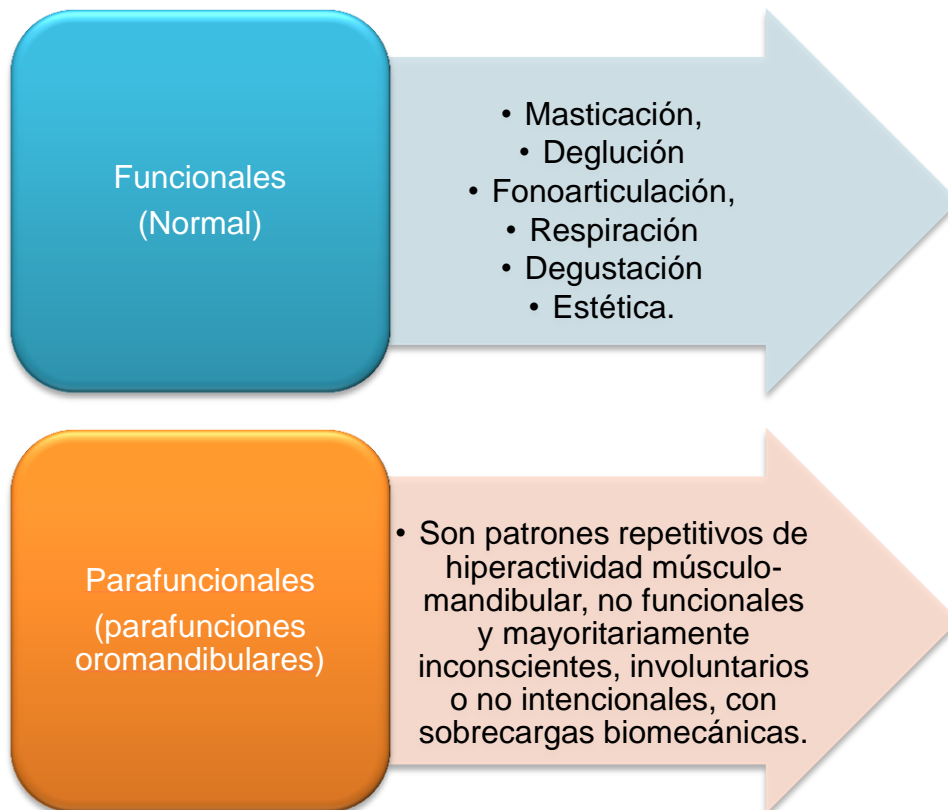 Funcionales
(Normal)
• Masticación,
• Deglución
• Fonoarticulación,
• Respiración
• Degustación
• Estética.
Parafuncionales
(parafunciones
oromandibulares)
• Son patrones repetitivos de
hiperactividad músculo-
mandibular, no funcionales
y mayoritariamente
inconscientes, involuntarios
o no intencionales, con
sobrecargas biomecánicas.